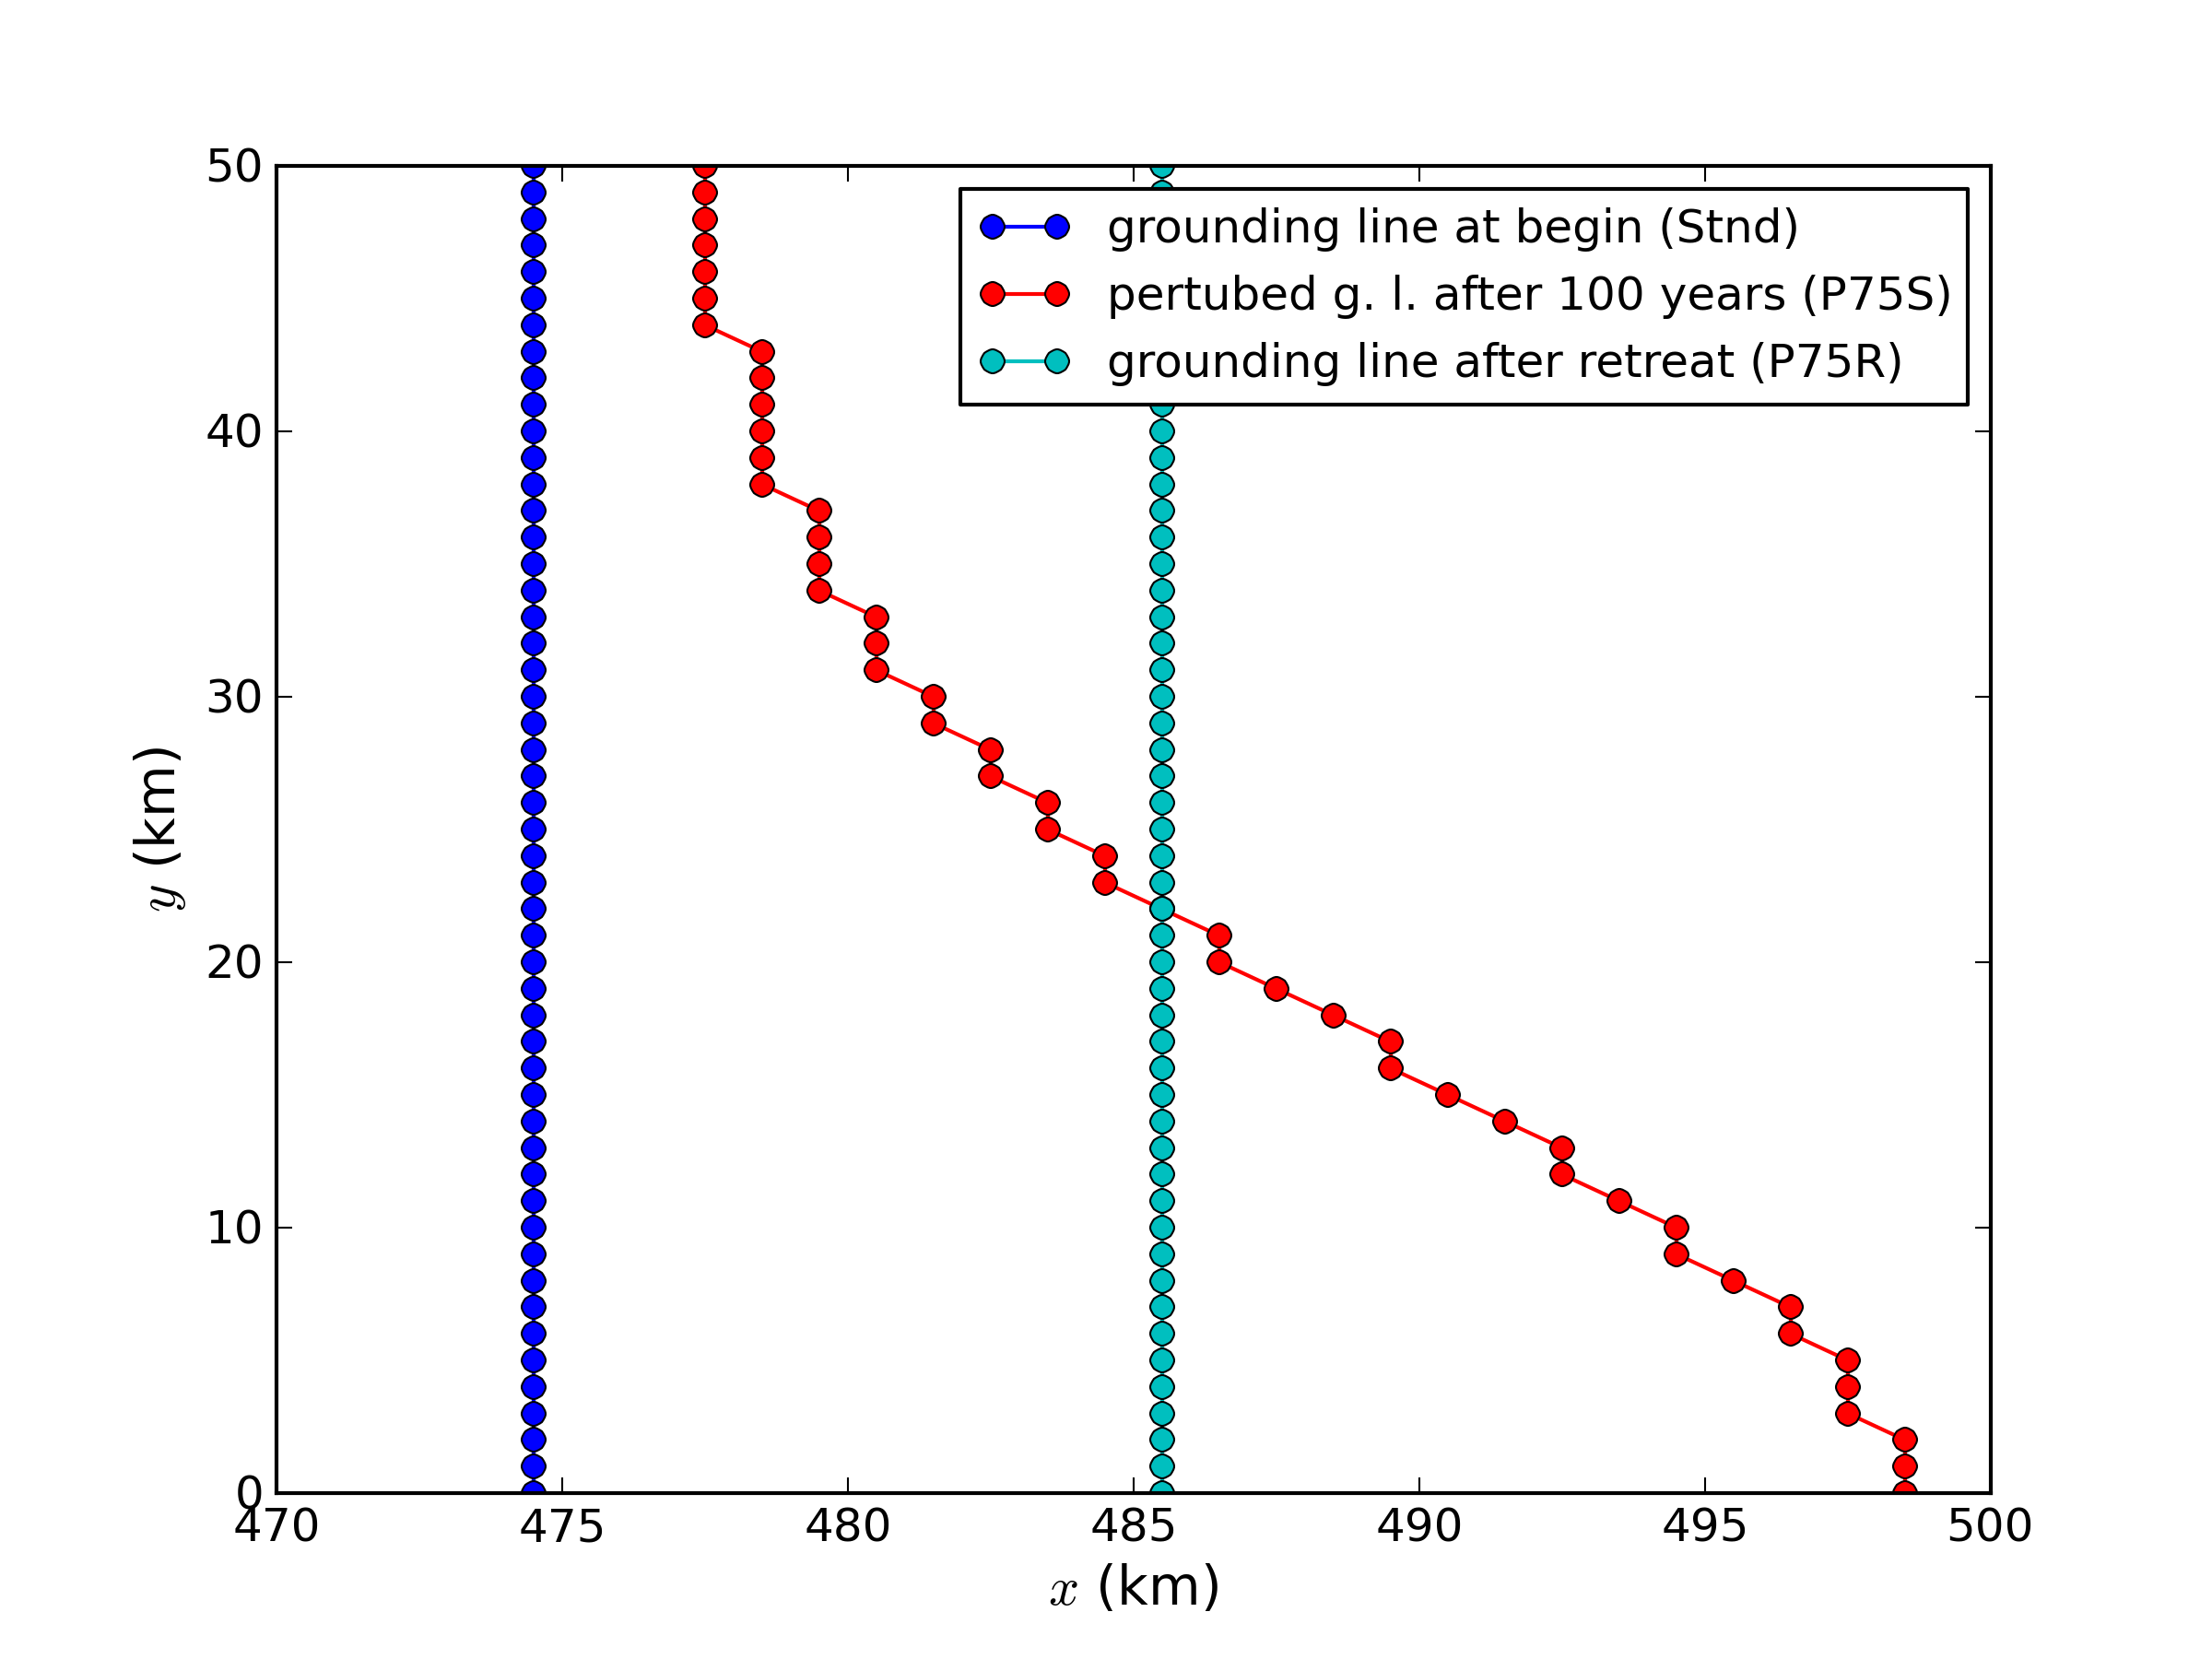 50
40
30
20
10
0
y (km)
grounding line at begin (Stnd)
pertubed g. l. after 100 years (P75S)
grounding line after retreat (P75R)
470 475 480 485 490 495 500
x (km)